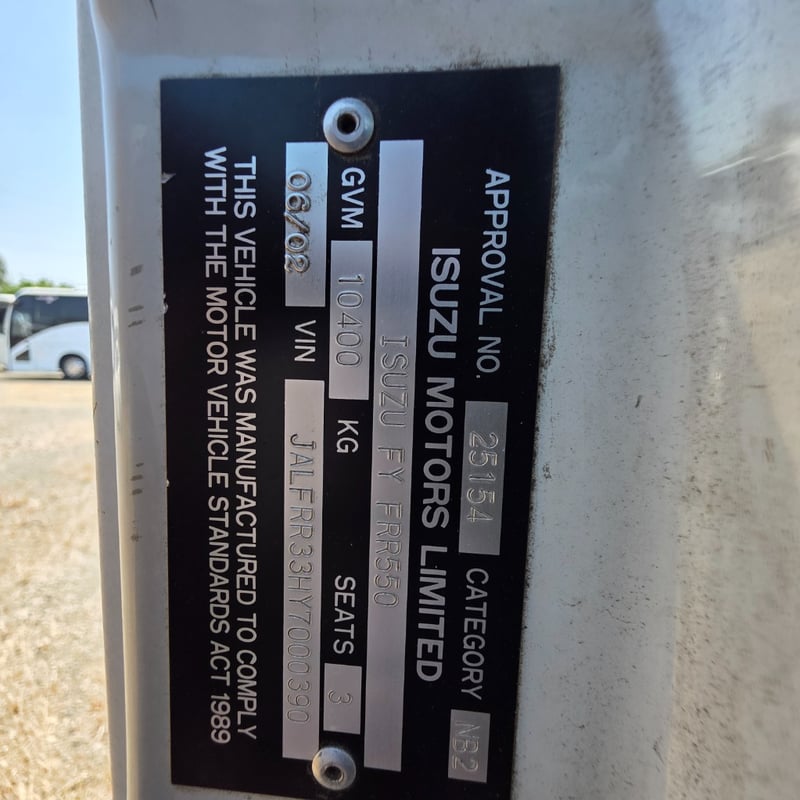 APPROVAL NO. 25154 CATEGORY NB2
ISUZU MOTORS LIMITED
ISUZU FY FRR550
GVM 10400 KG SEATS 3
06/02 VIN JALFRR33HY7000390
THIS VEHICLE WAS MANUFACTURED TO COMPLY
WITH THE MOTOR VEHICLE STANDARDS ACT 1989